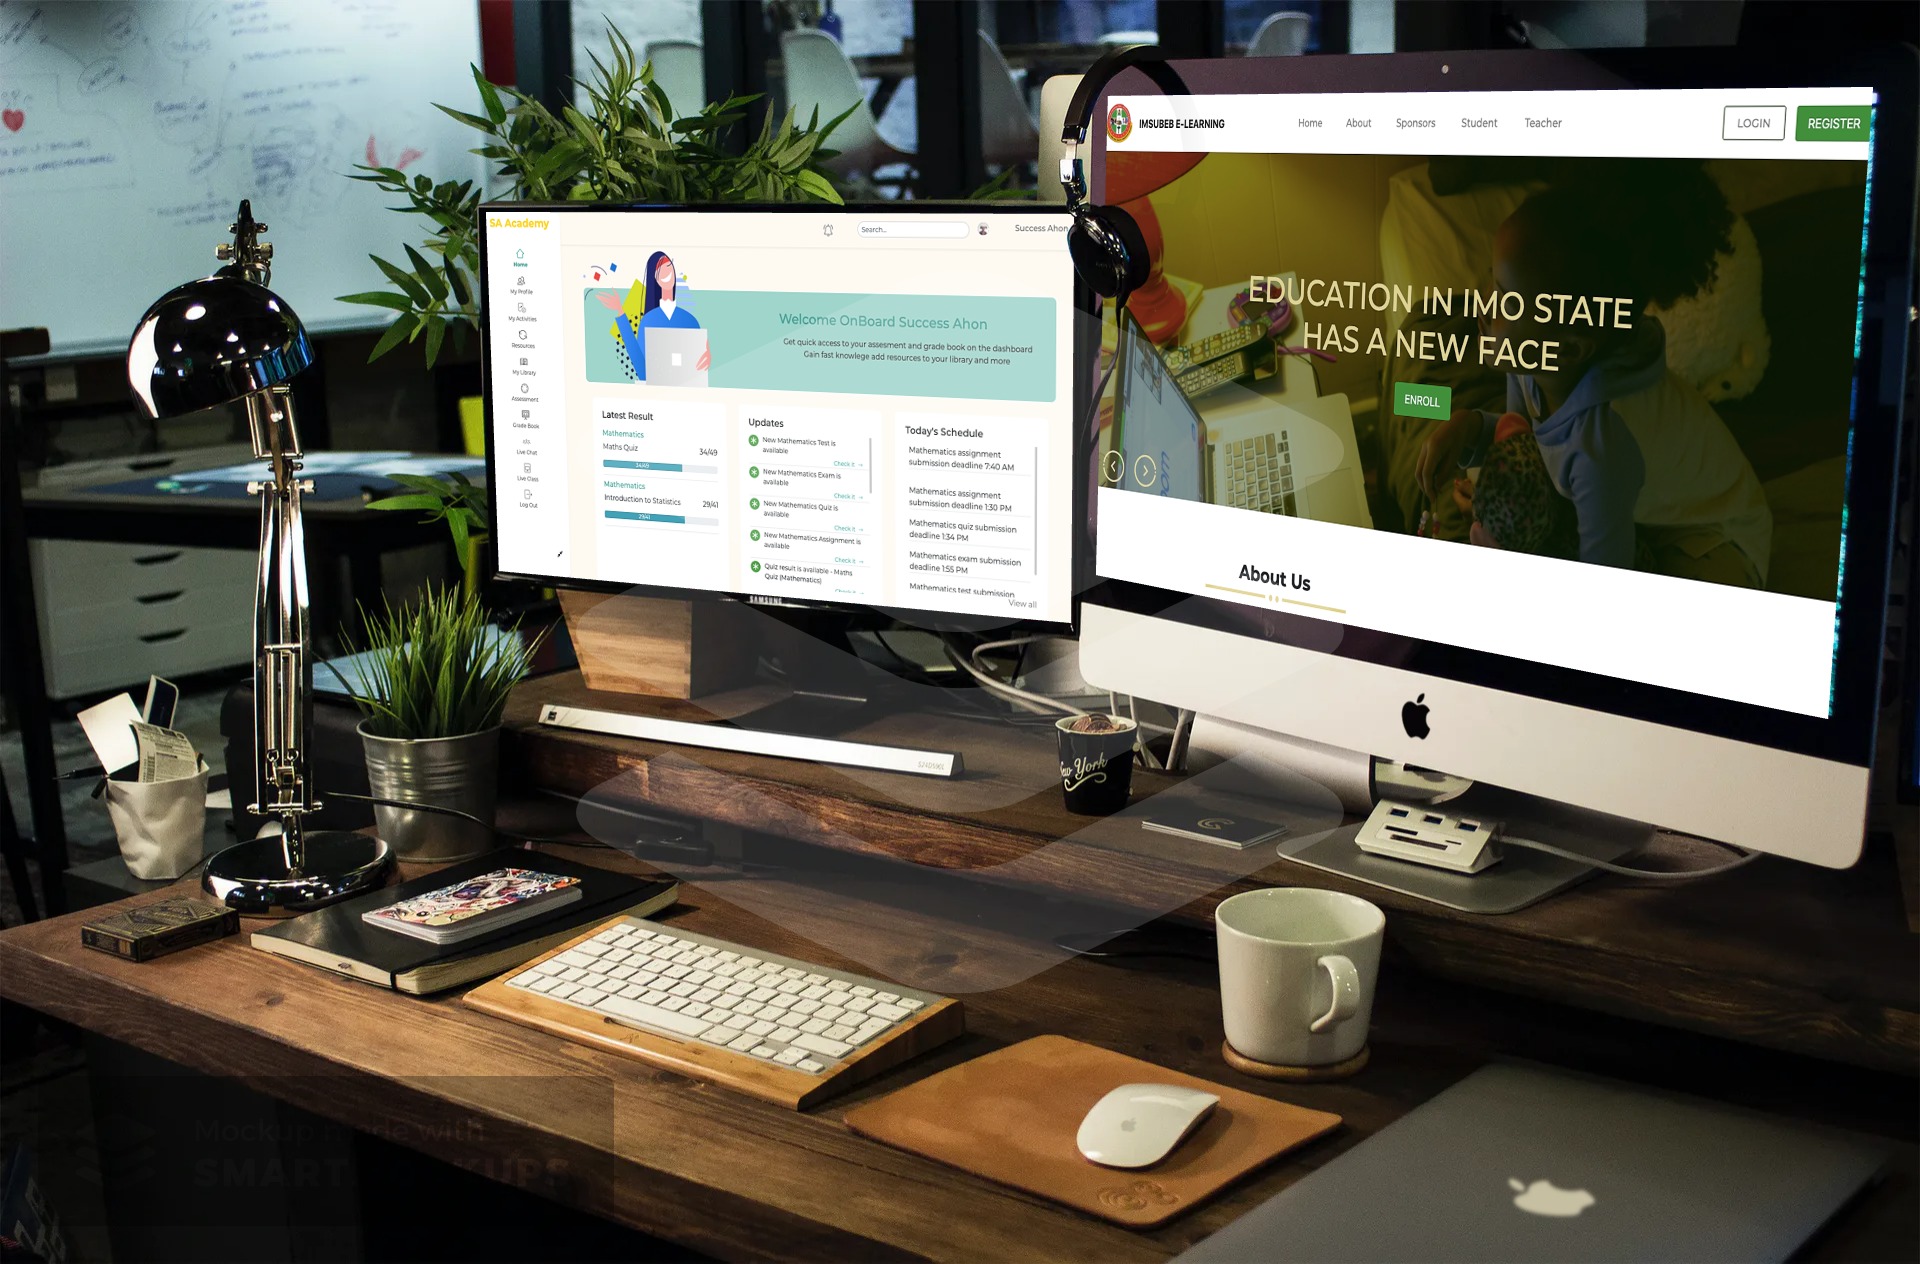 SA Academy
Search...
Success Ahon
Home
My Profile
My Activities
Resources
My Library
Assessment
Grade Book
Live Chat
Live Class
Log Out
Welcome OnBoard Success Ahon
Get quick access to your assesment and grade book on the dashboard
Gain fast knowlege add resources to your library and more
Latest Result
Mathematics
Maths Quiz 34/49
34/49
Mathematics
Introduction to Statistics 29/41
29/41
Updates
New Mathematics Test is
available
Check it →
New Mathematics Exam is
available
Check it →
New Mathematics Quiz is
available
Check it →
New Mathematics Assignment is
available
Check it →
Quiz result is available - Maths
Quiz (Mathematics)
Check it →
Today's Schedule
Mathematics assignment
submission deadline 7:40 AM
Mathematics assignment
submission deadline 1:30 PM
Mathematics quiz submission
deadline 1:34 PM
Mathematics exam submission
deadline 1:55 PM
Mathematics test submission
View all
SAMSUNG
IMSUBEB E-LEARNING
Home About Sponsors Student Teacher
LOGIN REGISTER
EDUCATION IN IMO STATE
HAS A NEW FACE
ENROLL
About Us
York
Mockup made with